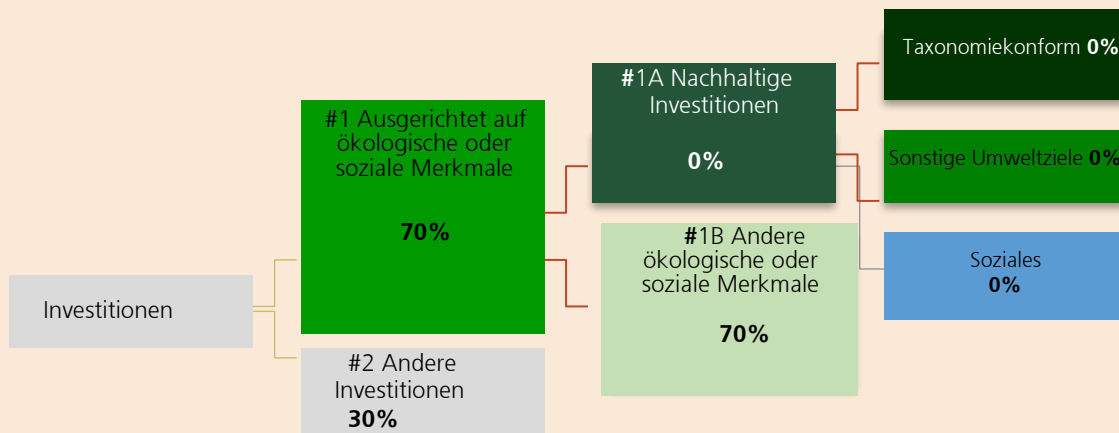 Investitionen
#1 Ausgerichtet auf
ökologische oder
soziale Merkmale
70%
#2 Andere
Investitionen
30%
#1A Nachhaltige
Investitionen
0%
#1B Andere
ökologische oder
soziale Merkmale
70%
Taxonomiekonform 0%
Sonstige Umweltziele 0%
Soziales
0%